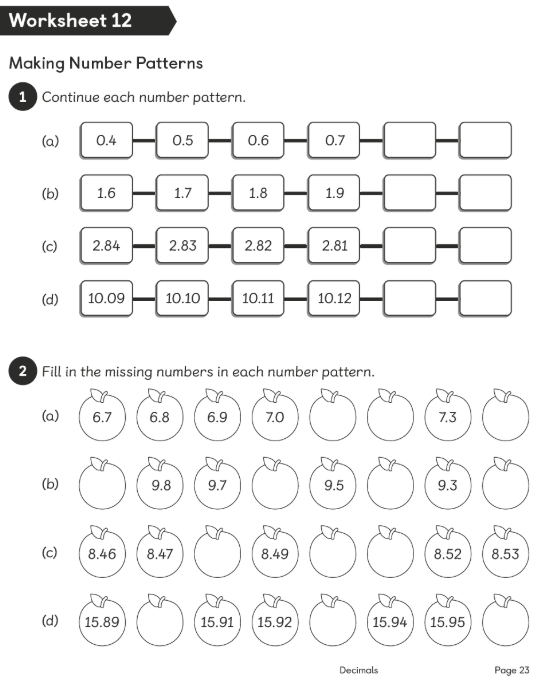 Worksheet 12
Making Number Patterns
1 Continue each number pattern.
(a) 0.4 0.5 0.6 0.7
(b) 1.6 1.7 1.8 1.9
(c) 2.84 2.83 2.82 2.81
(d) 10.09 10.10 10.11 10.12
2 Fill in the missing numbers in each number pattern.
(a) 6.7 6.8 6.9 7.0 7.3
(b) 9.8 9.7 9.5 9.3
(c) 8.46 8.47 8.49 8.52 8.53
(d) 15.89 15.91 15.92 15.94 15.95
Decimals Page 23